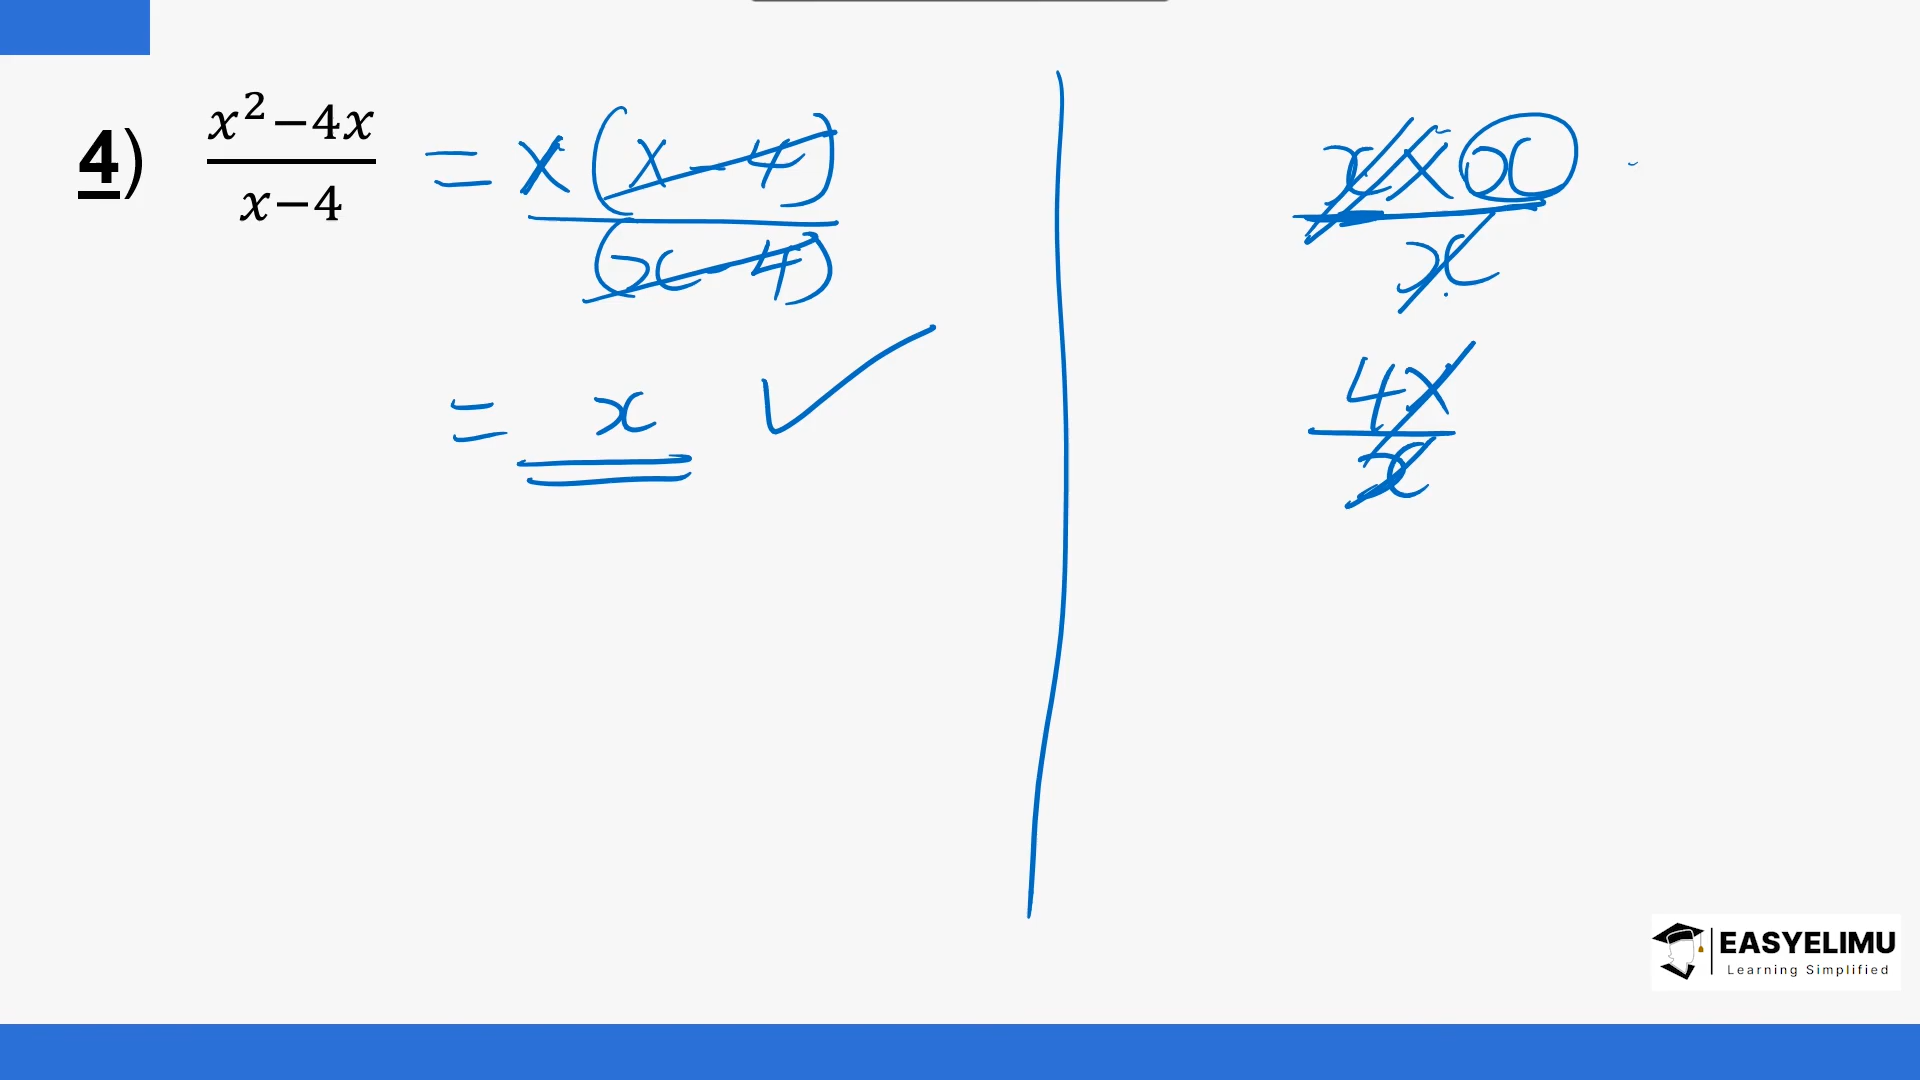 4) x²−4x / x−4 = x(x − 4) / (x − 4)
= x ✓
x × x / x
4x / x
EASYELIMU
Learning Simplified